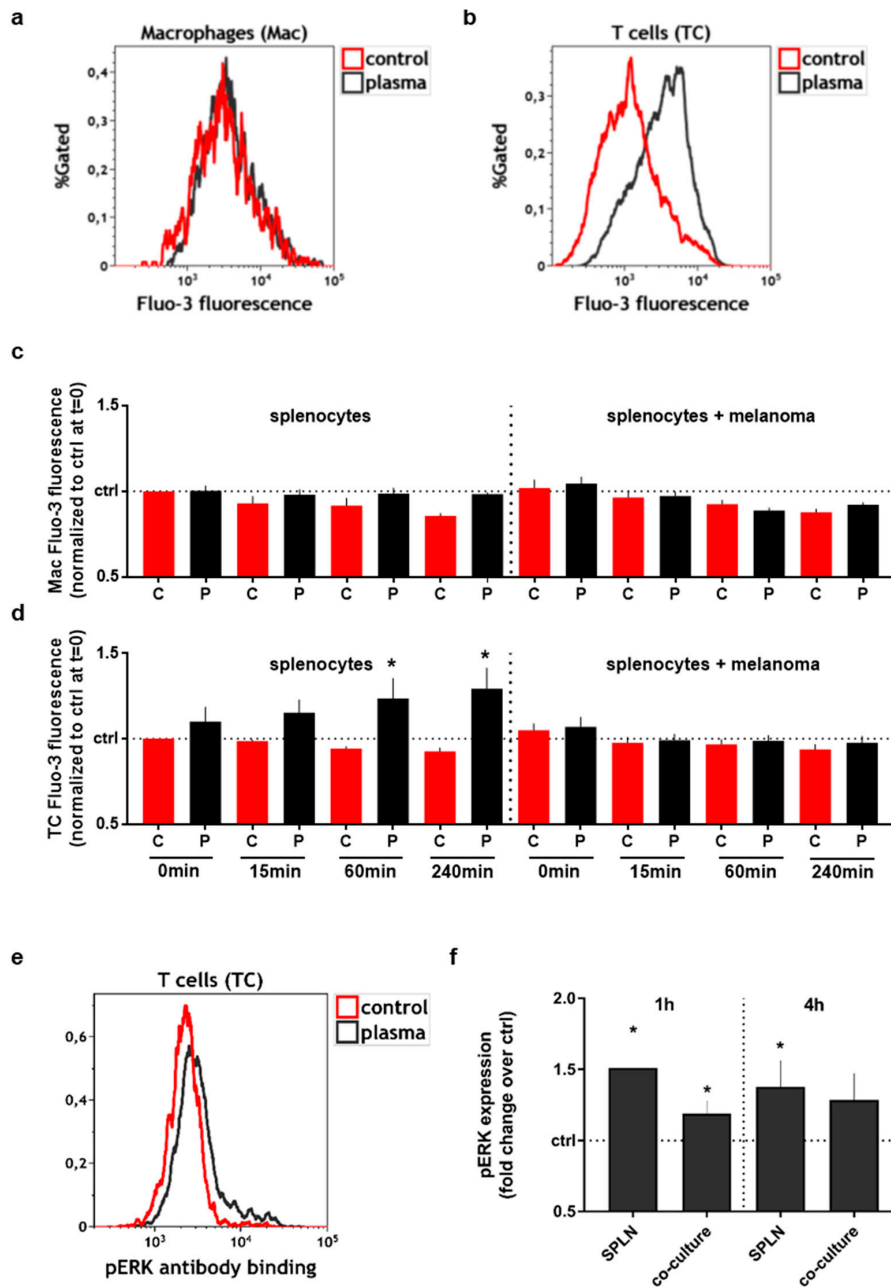 a
Macrophages (Mac)
control
plasma
0,4
0,3
0,2
0,1
0
%Gated
10³ 10⁴ 10⁵
Fluo-3 fluorescence
b
T cells (TC)
control
plasma
0,4
0,3
0,2
0,1
0
%Gated
10³ 10⁴ 10⁵
Fluo-3 fluorescence
c
Mac Fluo-3 fluorescence
(normalized to ctrl at t=0)
1.5
ctrl
0.5
splenocytes
splenocytes + melanoma
C P C P C P C P C P C P C P C P
d
TC Fluo-3 fluorescence
(normalized to ctrl at t=0)
1.5
ctrl
0.5
splenocytes * *
splenocytes + melanoma
C P C P C P C P C P C P C P C P
0min 15min 60min 240min 0min 15min 60min 240min
e
T cells (TC)
control
plasma
0,6
0,4
0,2
0
10³ 10⁴ 10⁵
pERK antibody binding
f
pERK expression
(fold change over ctrl)
2.0
1.5
ctrl
0.5
1h 4h
* * *
SPLN co-culture SPLN co-culture